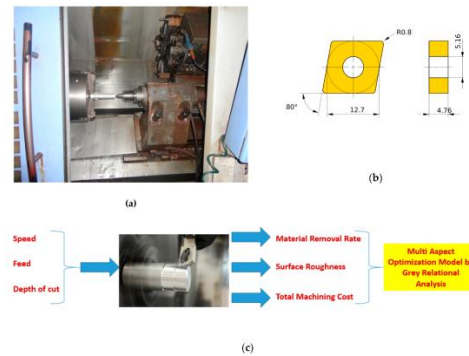 R0.8
5,16
80°
12.7
4.76
(b)
(a)
Speed
Feed
Depth of cut
Material Removal Rate
Surface Roughness
Total Machining Cost
Multi Aspect
Optimization Model b
Grey Relational
Analysis
(c)